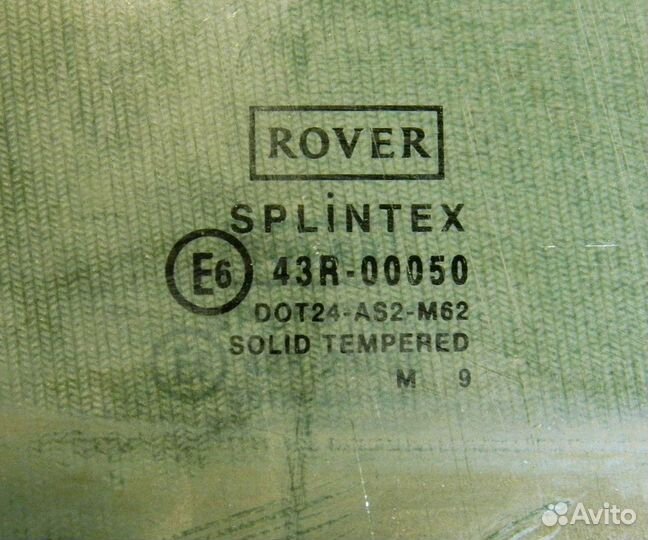 ROVER
SPLiNTEX
E6 43R-00050
DOT24-AS2-M62
SOLID TEMPERED
M 9
Avito